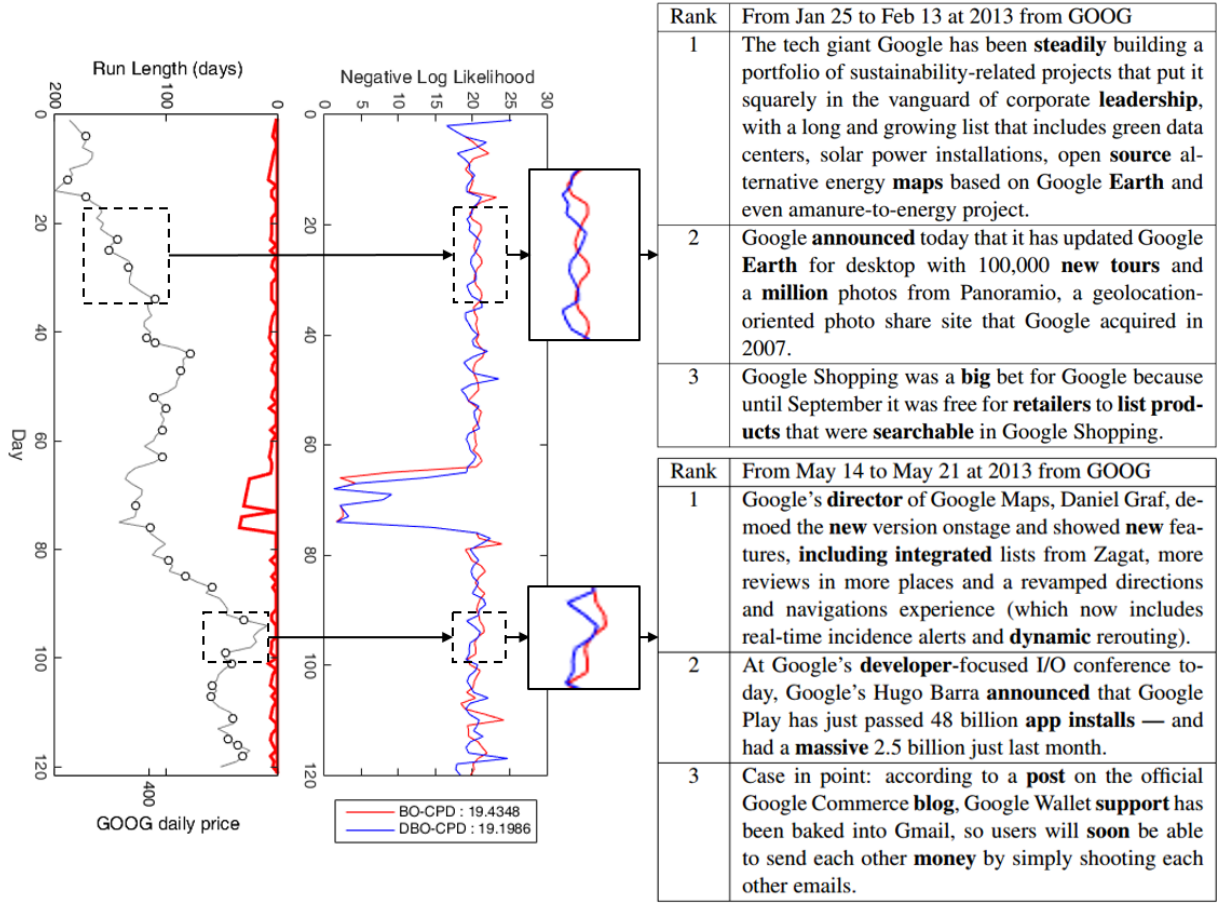 Run Length (days)
200
100
0
0
20
40
60
80
100
120
Day
400
GOOG daily price
Negative Log Likelihood
0
5
10
15
20
25
30
0
20
40
60
80
100
120
BO-CPD : 19.4348
DBO-CPD : 19.1986
Rank From Jan 25 to Feb 13 at 2013 from GOOG
1 The tech giant Google has been steadily building a
portfolio of sustainability-related projects that put it
squarely in the vanguard of corporate leadership,
with a long and growing list that includes green data
centers, solar power installations, open source al-
ternative energy maps based on Google Earth and
even amanure-to-energy project.
2 Google announced today that it has updated Google
Earth for desktop with 100,000 new tours and
a million photos from Panoramio, a geolocation-
oriented photo share site that Google acquired in
2007.
3 Google Shopping was a big bet for Google because
until September it was free for retailers to list prod-
ucts that were searchable in Google Shopping.
Rank From May 14 to May 21 at 2013 from GOOG
1 Google's director of Google Maps, Daniel Graf, de-
moed the new version onstage and showed new fea-
tures, including integrated lists from Zagat, more
reviews in more places and a revamped directions
and navigations experience (which now includes
real-time incidence alerts and dynamic rerouting).
2 At Google's developer-focused I/O conference to-
day, Google's Hugo Barra announced that Google
Play has just passed 48 billion app installs — and
had a massive 2.5 billion just last month.
3 Case in point: according to a post on the official
Google Commerce blog, Google Wallet support has
been baked into Gmail, so users will soon be able
to send each other money by simply shooting each
other emails.